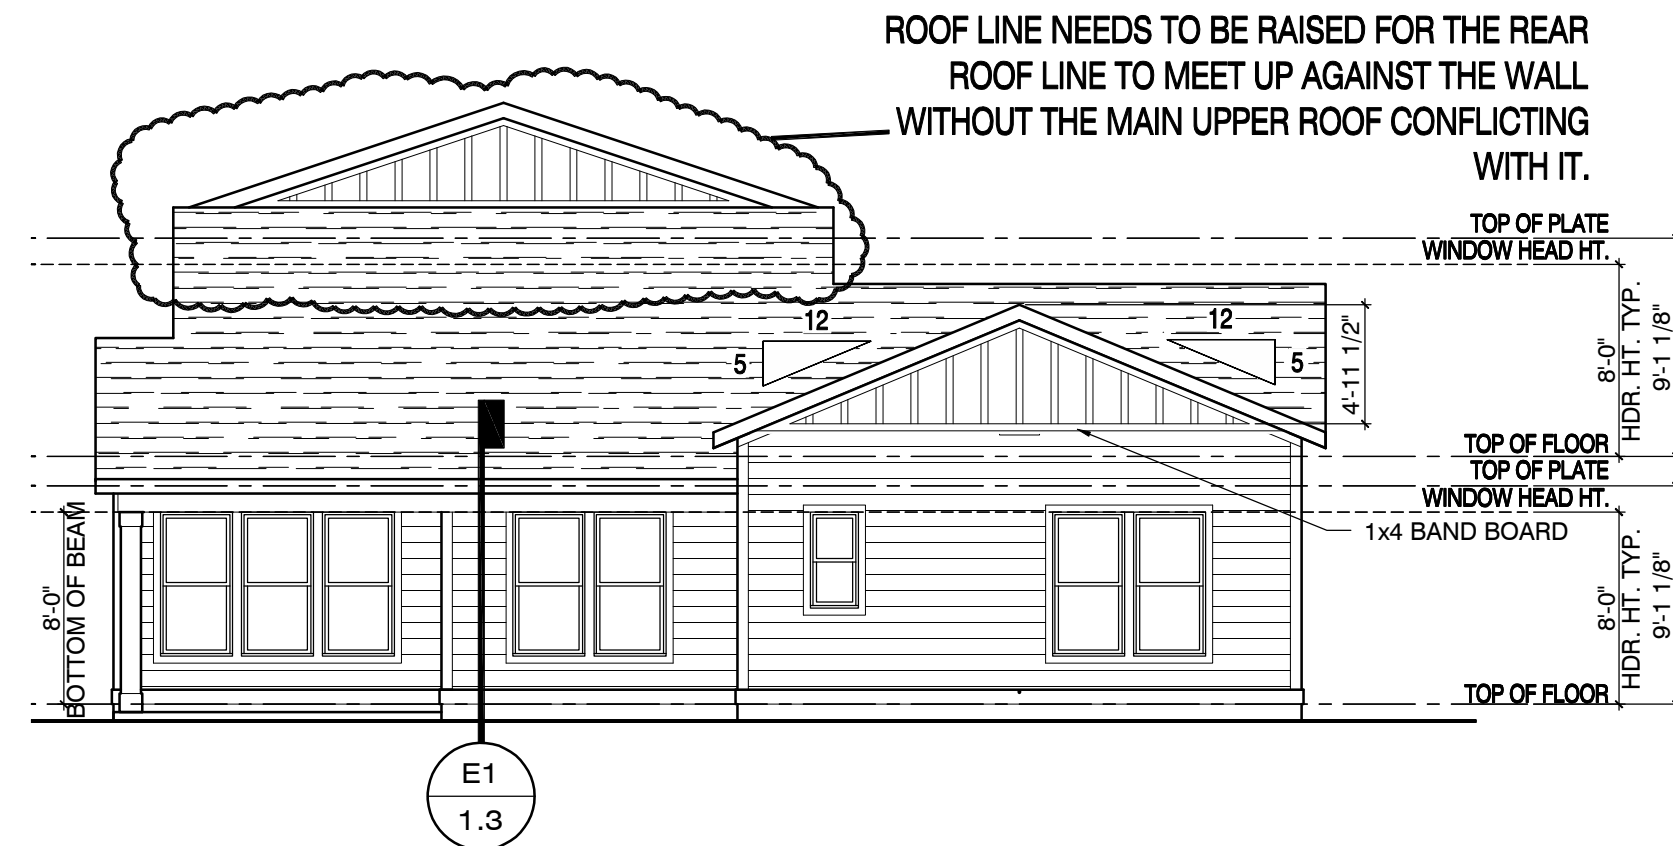 ROOF LINE NEEDS TO BE RAISED FOR THE REAR
ROOF LINE TO MEET UP AGAINST THE WALL
WITHOUT THE MAIN UPPER ROOF CONFLICTING
WITH IT.
TOP OF PLATE
WINDOW HEAD HT.
12
5
12
5
4'-11 1/2"
8'-0"
HDR. HT. TYP.
9'-1 1/8"
TOP OF FLOOR
TOP OF PLATE
WINDOW HEAD HT.
1x4 BAND BOARD
8'-0"
BOTTOM OF BEAM
8'-0"
HDR. HT. TYP.
9'-1 1/8"
TOP OF FLOOR
E1
1.3